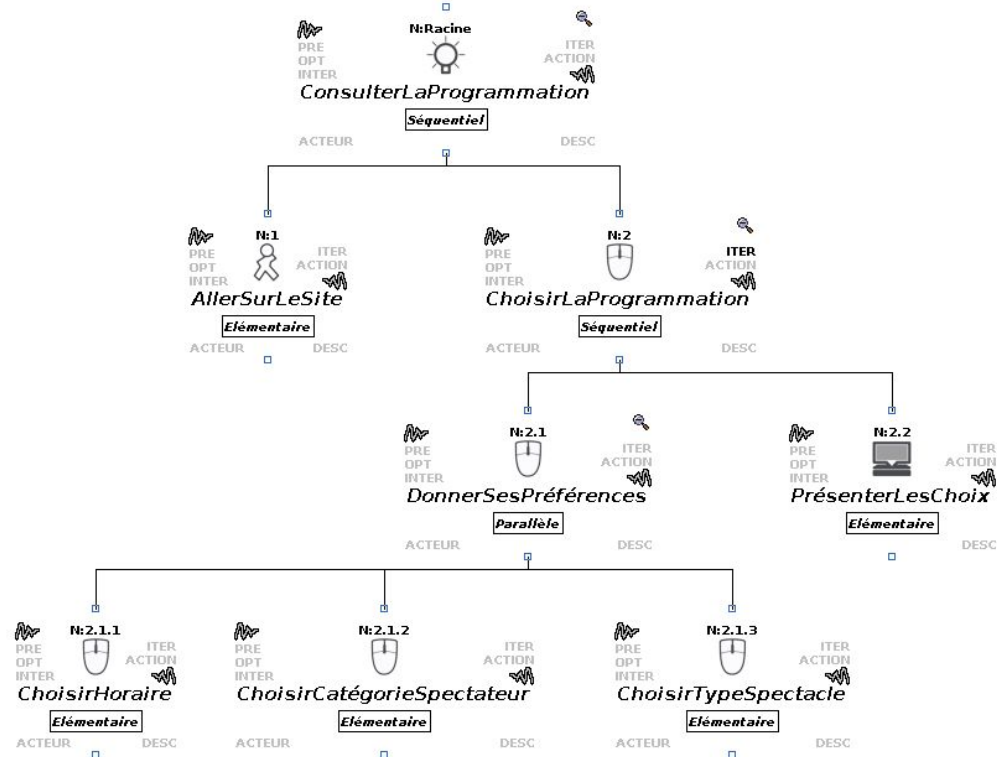 N:Racine
PRE
OPT
INTER
ITER
ACTION
ConsulterLaProgrammation
Séquentiel
ACTEUR DESC
N:1
PRE
OPT
INTER
ITER
ACTION
AllerSurLeSite
Elémentaire
ACTEUR DESC
N:2
PRE
OPT
INTER
ITER
ACTION
ChoisirLaProgrammation
Séquentiel
ACTEUR DESC
N:2.1
PRE
OPT
INTER
ITER
ACTION
DonnerSesPréférences
Parallèle
ACTEUR DESC
N:2.2
PRE
OPT
INTER
ITER
ACTION
PrésenterLesChoix
Elémentaire
ACTEUR DESC
N:2.1.1
PRE
OPT
INTER
ITER
ACTION
ChoisirHoraire
Elémentaire
ACTEUR DESC
N:2.1.2
PRE
OPT
INTER
ITER
ACTION
ChoisirCatégorieSpectateur
Elémentaire
ACTEUR DESC
N:2.1.3
PRE
OPT
INTER
ITER
ACTION
ChoisirTypeSpectacle
Elémentaire
ACTEUR DESC